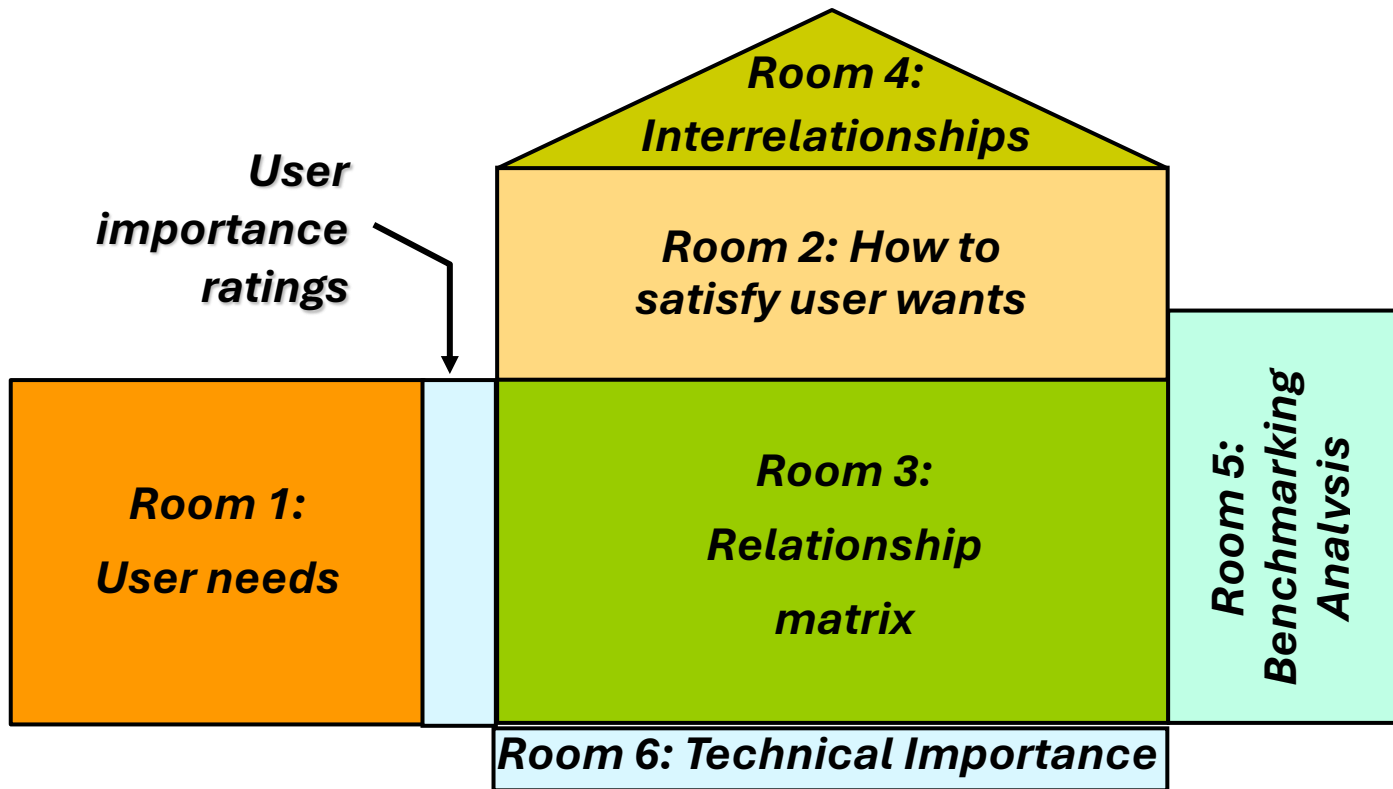 Room 4:
Interrelationships
User
importance
ratings
Room 2: How to
satisfy user wants
Room 1:
User needs
Room 3:
Relationship
matrix
Room 5:
Benchmarking
Analysis
Room 6: Technical Importance